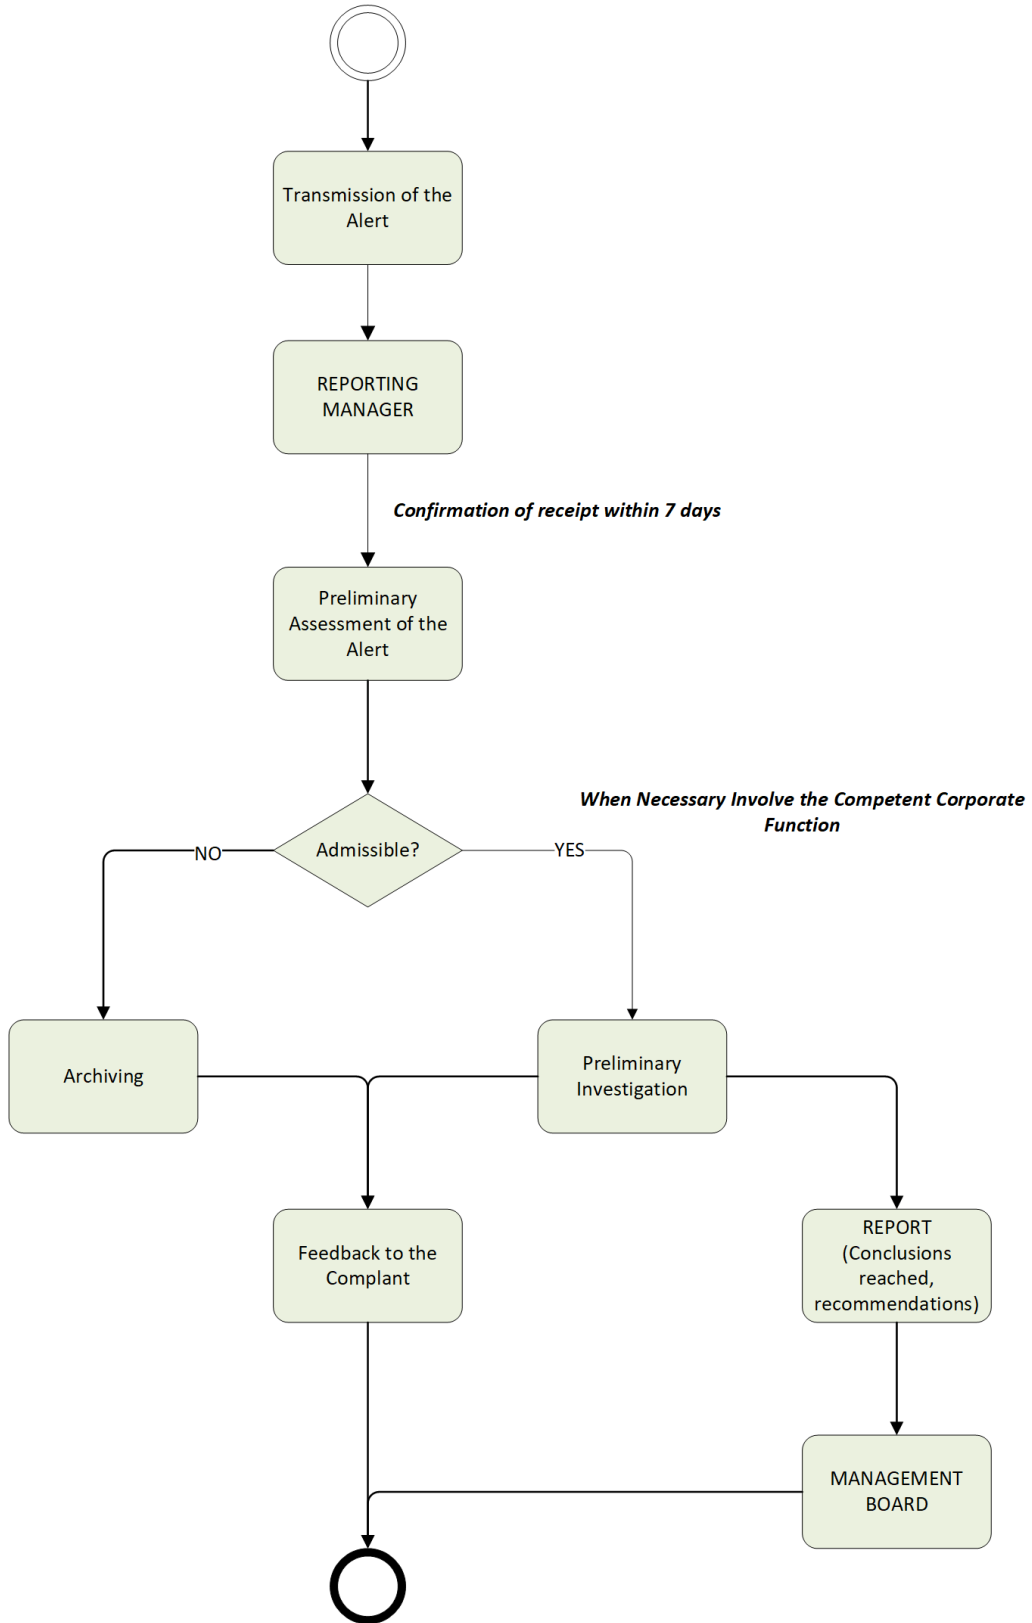 Transmission of the
Alert
REPORTING
MANAGER
Confirmation of receipt within 7 days
Preliminary
Assessment of the
Alert
When Necessary Involve the Competent Corporate
Function
NO
Admissible?
YES
Archiving
Preliminary
Investigation
Feedback to the
Complant
REPORT
(Conclusions
reached,
recommendations)
MANAGEMENT
BOARD